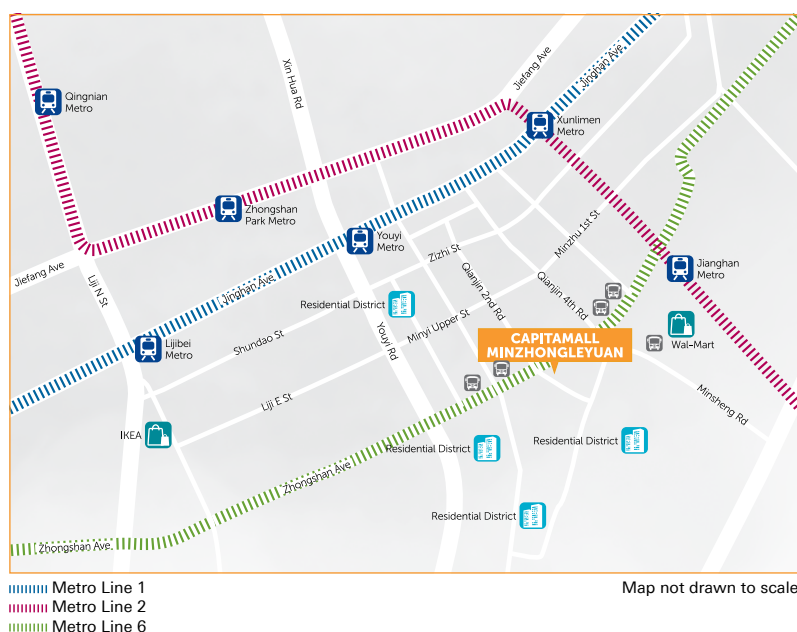 Jiefang Ave
Jinghan Ave
Xin Hua Rd
Qingnian
Metro
Xunlimen
Metro
Zhongshan
Park Metro
Minzhu 1st St
Youyi
Metro
Zizhi St
Jianghan
Metro
Jiefang Ave
Liji N St
Jinghan Ave
Qianjin 2nd Rd
Qianjin 4th Rd
Residential District
Minyi Upper St
Shundao St
Youyi Rd
CAPITAMALL
MINZHONGLEYUAN
Wal-Mart
Lijibei
Metro
Liji E St
Minsheng Rd
IKEA
Residential District
Residential District
Zhongshan Ave
Residential District
Zhongshan Ave
Metro Line 1
Map not drawn to scale
Metro Line 2
Metro Line 6